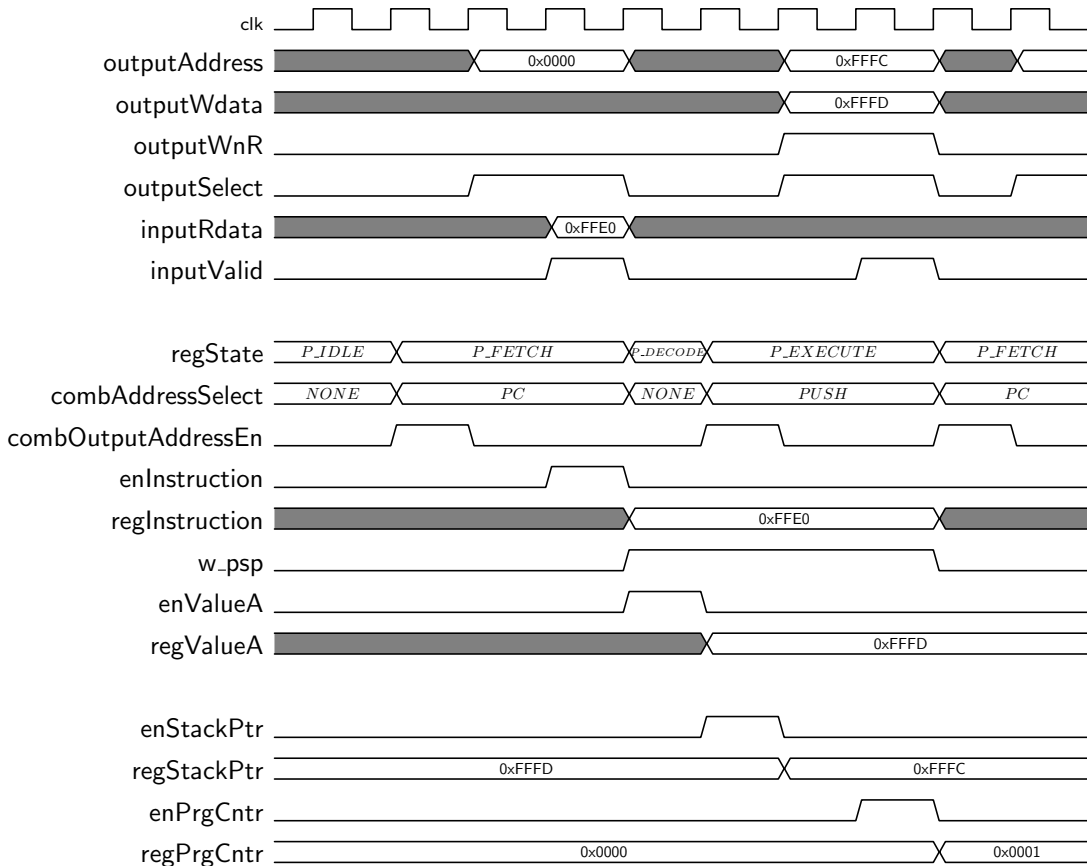 clk
outputAddress 0x0000 0xFFFC
outputWdata 0xFFFD
outputWnR
outputSelect
inputRdata 0xFFE0
inputValid
regState P_IDLE P_FETCH P_DECODE P_EXECUTE P_FETCH
combAddressSelect NONE PC NONE PUSH PC
combOutputAddressEn
enInstruction
regInstruction 0xFFE0
w_psp
enValueA
regValueA 0xFFFD
enStackPtr
regStackPtr 0xFFFD 0xFFFC
enPrgCntr
regPrgCntr 0x0000 0x0001